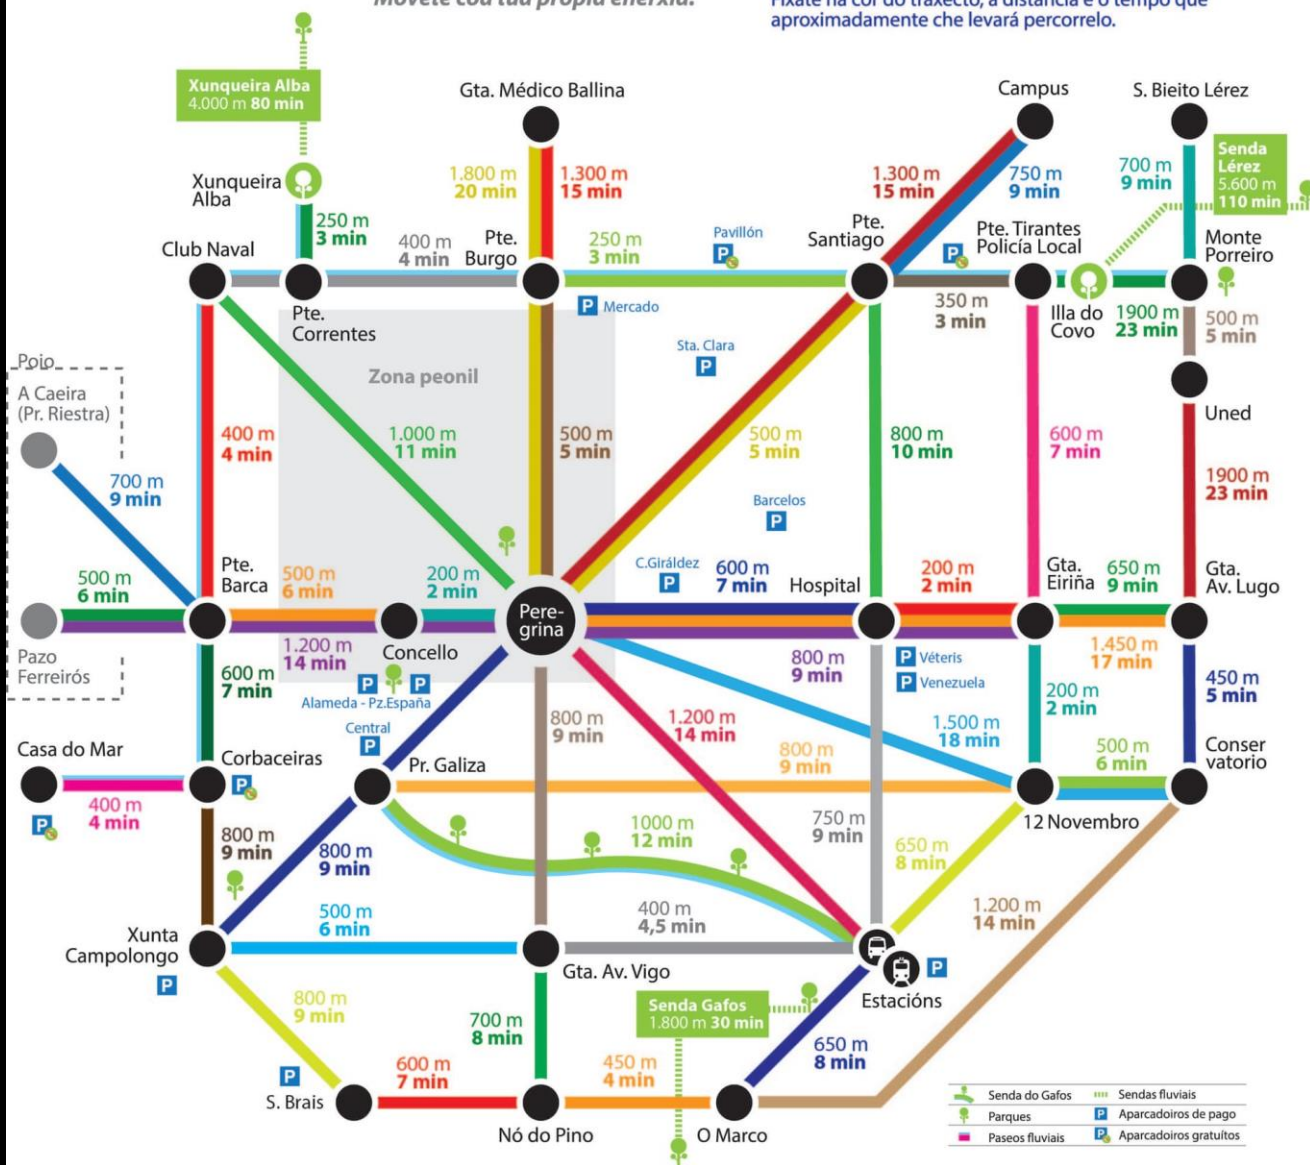 Móvete coa túa propia enerxía.
Fíxate na cor do traxecto, a distancia e o tempo que
aproximadamente che levará percorrelo.
Xunqueira Alba
4.000 m 80 min
Gta. Médico Ballina
Campus
S. Bieito Lérez
Senda
Lérez
5.600 m
110 min
Xunqueira
Alba
1.800 m
20 min
1.300 m
15 min
1.300 m
15 min
750 m
9 min
700 m
9 min
250 m
3 min
Club Naval
400 m
4 min
Pte.
Burgo
250 m
3 min
Pavillón
P
Pte.
Santiago
P
Pte. Tirantes
Policía Local
Monte
Porreiro
Pte.
Correntes
P Mercado
350 m
3 min
Illa do
Covo
1900 m
23 min
500 m
5 min
Sta. Clara
P
Poio
A Caeira
(Pr. Riestra)
Zona peonil
Uned
400 m
4 min
1.000 m
11 min
500 m
5 min
500 m
5 min
800 m
10 min
600 m
7 min
1900 m
23 min
700 m
9 min
Barcelos
P
500 m
6 min
Pte.
Barca
500 m
6 min
200 m
2 min
C.Giráldez
P
600 m
7 min
Hospital
200 m
2 min
Gta.
Eiriña
650 m
9 min
Gta.
Av. Lugo
Pere-
grina
Pazo
Ferreirós
1.200 m
14 min
Concello
600 m
7 min
P P
Alameda - Pz.España
800 m
9 min
P Véteris
P Venezuela
1.450 m
17 min
200 m
2 min
450 m
5 min
Central
P
800 m
9 min
1.200 m
14 min
1.500 m
18 min
Casa do Mar
Corbaceiras
P
Pr. Galiza
800 m
9 min
500 m
6 min
Conser
vatorio
400 m
4 min
P
12 Novembro
800 m
9 min
800 m
9 min
1000 m
12 min
750 m
9 min
650 m
8 min
500 m
6 min
400 m
4,5 min
1.200 m
14 min
Xunta
Campolongo
P
Gta. Av. Vigo
P
Estacións
800 m
9 min
700 m
8 min
Senda Gafos
1.800 m 30 min
650 m
8 min
P
S. Brais
600 m
7 min
450 m
4 min
Nó do Pino
O Marco
Senda do Gafos
Sendas fluviais
Parques
P Aparcadoiros de pago
Paseos fluviais
P Aparcadoiros gratuítos